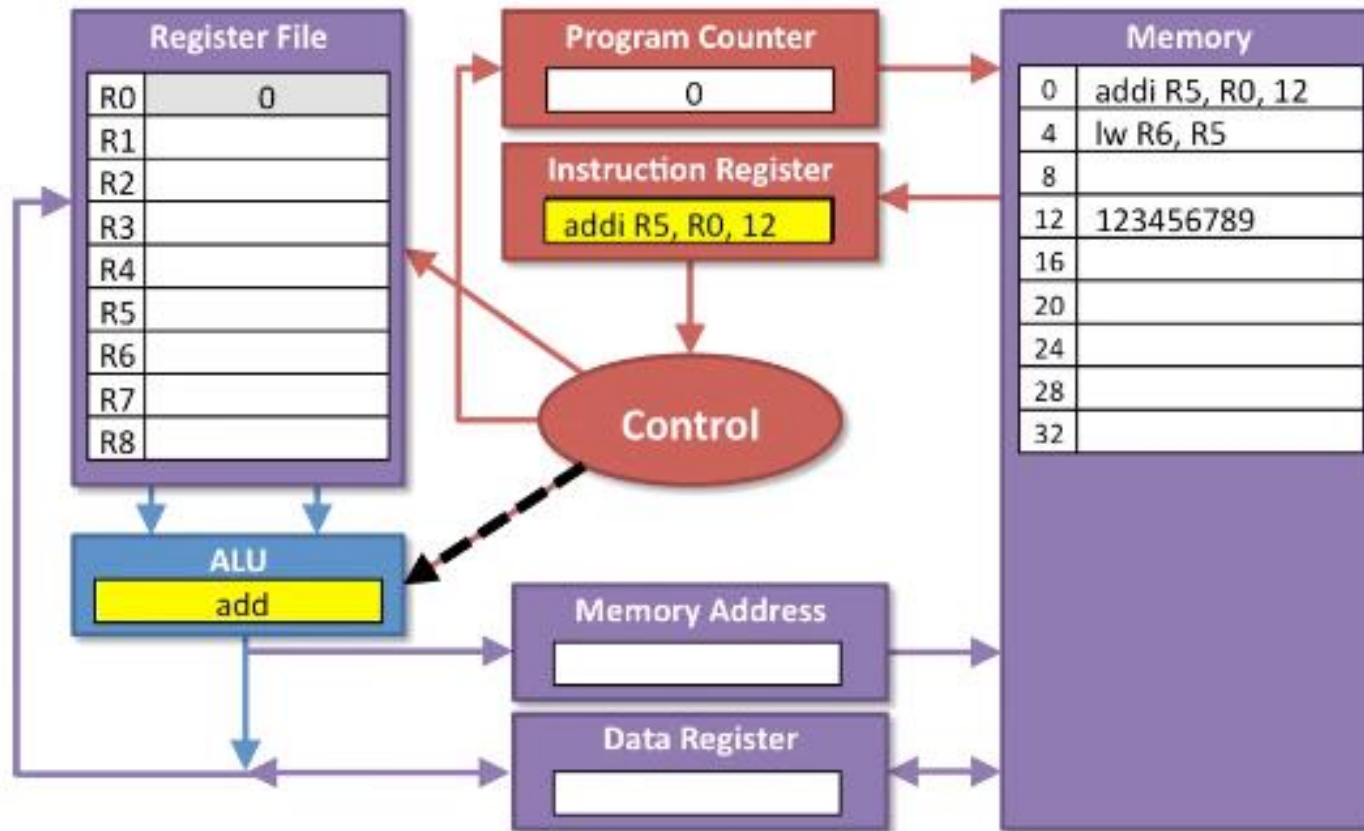 Register File
R0 0
R1
R2
R3
R4
R5
R6
R7
R8
Program Counter
0
Instruction Register
addi R5, R0, 12
Control
ALU
add
Memory Address
Data Register
Memory
0 addi R5, R0, 12
4 lw R6, R5
8
12 123456789
16
20
24
28
32